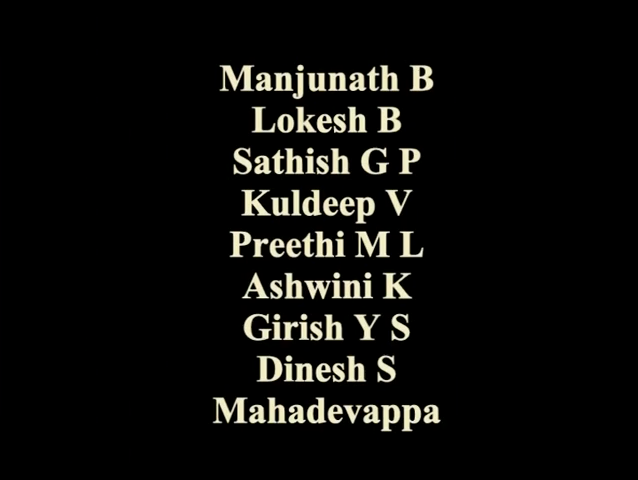 Manjunath B
Lokesh B
Sathish G P
Kuldeep V
Preethi M L
Ashwini K
Girish Y S
Dinesh S
Mahadevappa